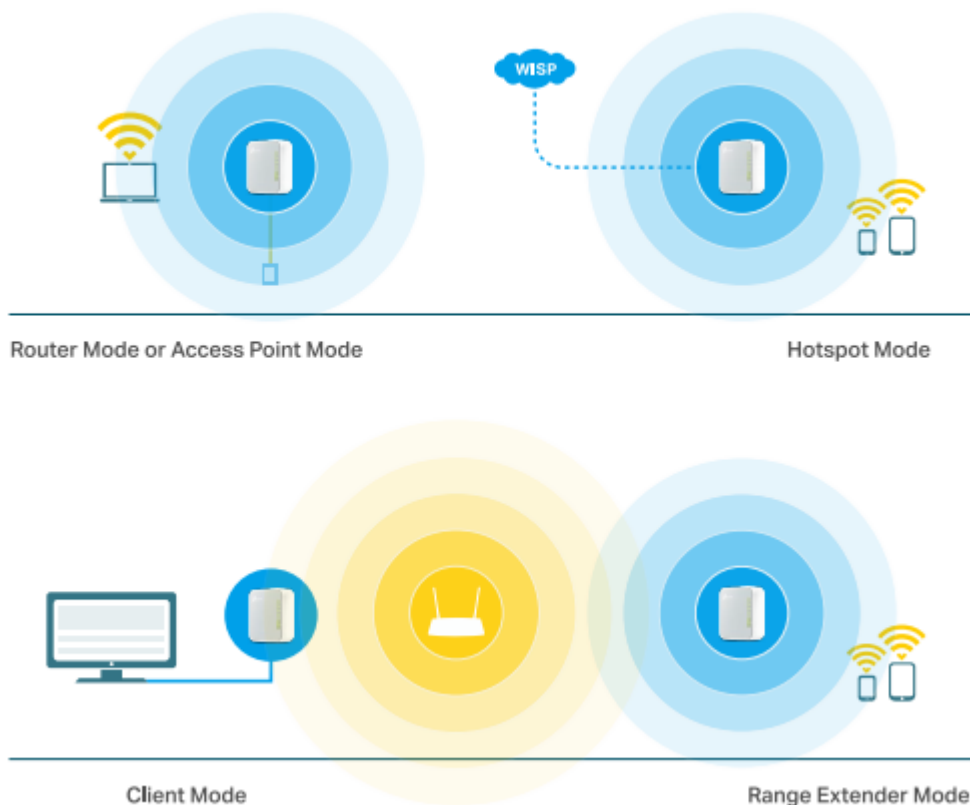 WISP
Router Mode or Access Point Mode
Hotspot Mode
Client Mode
Range Extender Mode